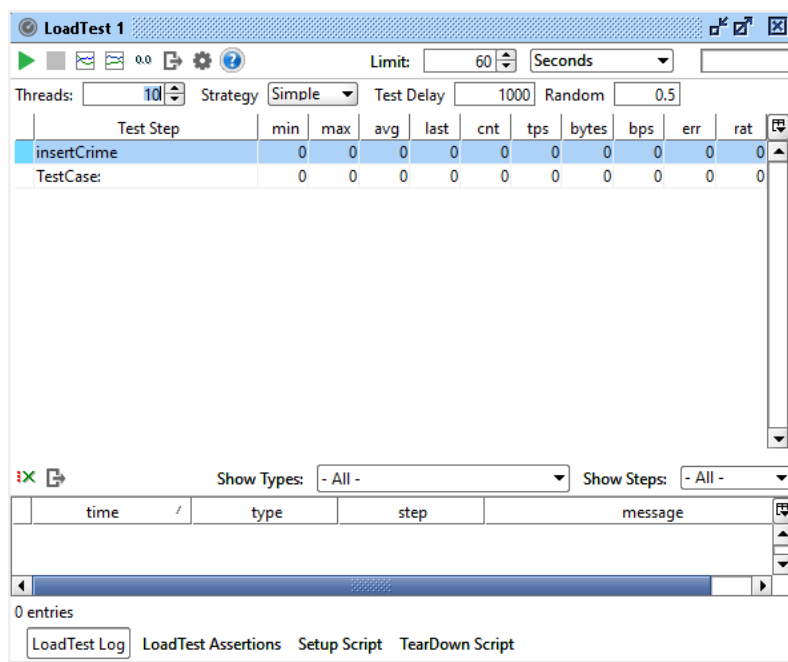 LoadTest 1
0.0 ? Limit: 60 Seconds
Threads: 10 Strategy Simple Test Delay 1000 Random 0.5
Test Step min max avg last cnt tps bytes bps err rat
insertCrime 0 0 0 0 0 0 0 0 0 0
TestCase: 0 0 0 0 0 0 0 0 0 0
Show Types: - All - Show Steps: - All -
time type step message
0 entries
LoadTest Log LoadTest Assertions Setup Script TearDown Script